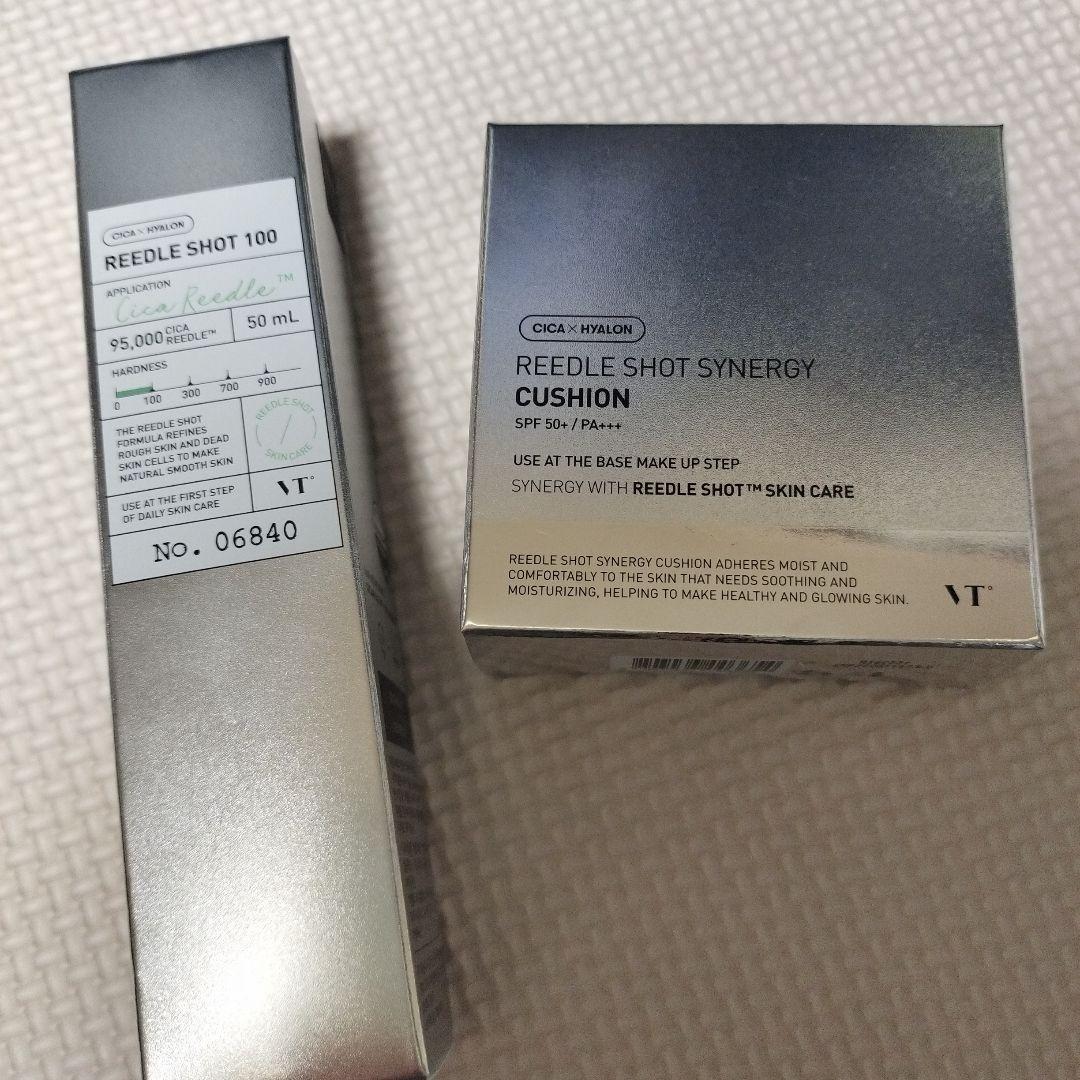 CICA × HYALON
REEDLE SHOT 100
APPLICATION
Cica Reedle™
95,000 CICA REEDLE™
50 mL
HARDNESS
0 100 300 700 900
THE REEDLE SHOT
FORMULA REFINES
ROUGH SKIN AND DEAD
SKIN CELLS TO MAKE
NATURAL SMOOTH SKIN
REEDLE SHOT
SKIN CARE
USE AT THE FIRST STEP
OF DAILY SKIN CARE
VT°
No. 06840
CICA × HYALON
REEDLE SHOT SYNERGY
CUSHION
SPF 50+ / PA+++
USE AT THE BASE MAKE UP STEP
SYNERGY WITH REEDLE SHOT™ SKIN CARE
REEDLE SHOT SYNERGY CUSHION ADHERES MOIST AND
COMFORTABLY TO THE SKIN THAT NEEDS SOOTHING AND
MOISTURIZING, HELPING TO MAKE HEALTHY AND GLOWING SKIN.
VT°